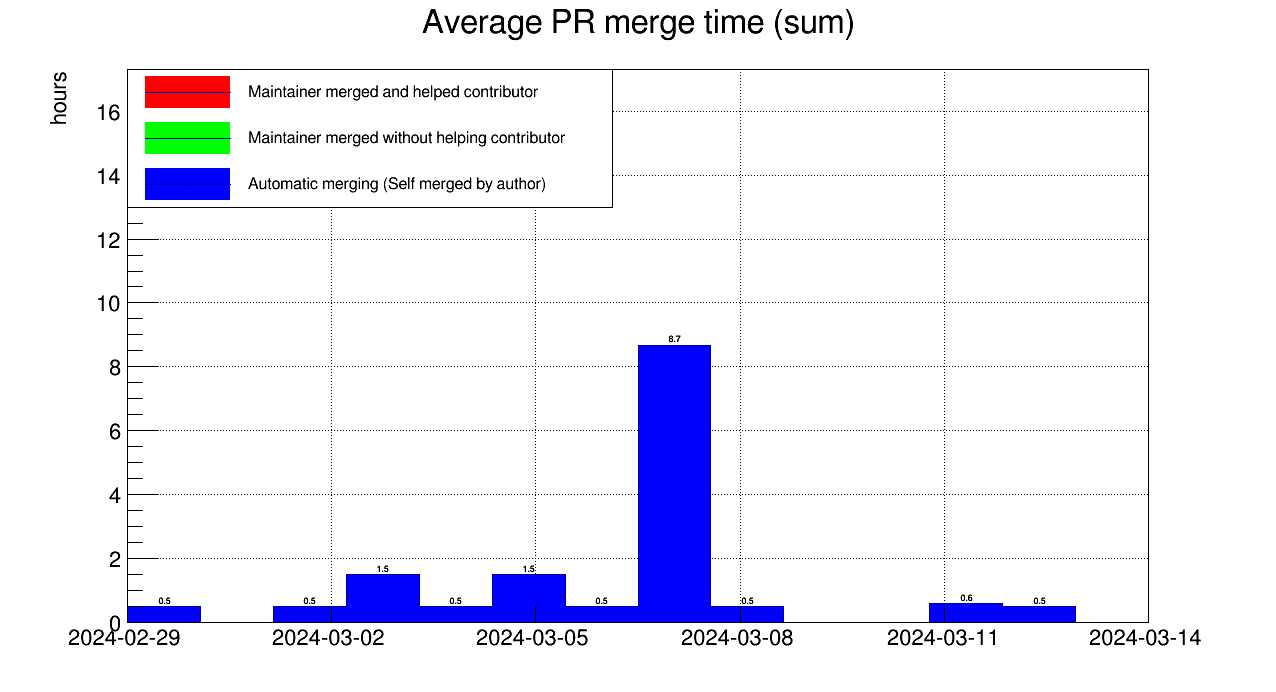 Average PR merge time (sum)
hours
Maintainer merged and helped contributor
Maintainer merged without helping contributor
Automatic merging (Self merged by author)
16
14
12
10
8.7
8
6
4
2
1.5 1.5
0.5 0.5 0.5 0.5 0.5 0.6 0.5
0
2024-02-29 2024-03-02 2024-03-05 2024-03-08 2024-03-11 2024-03-14